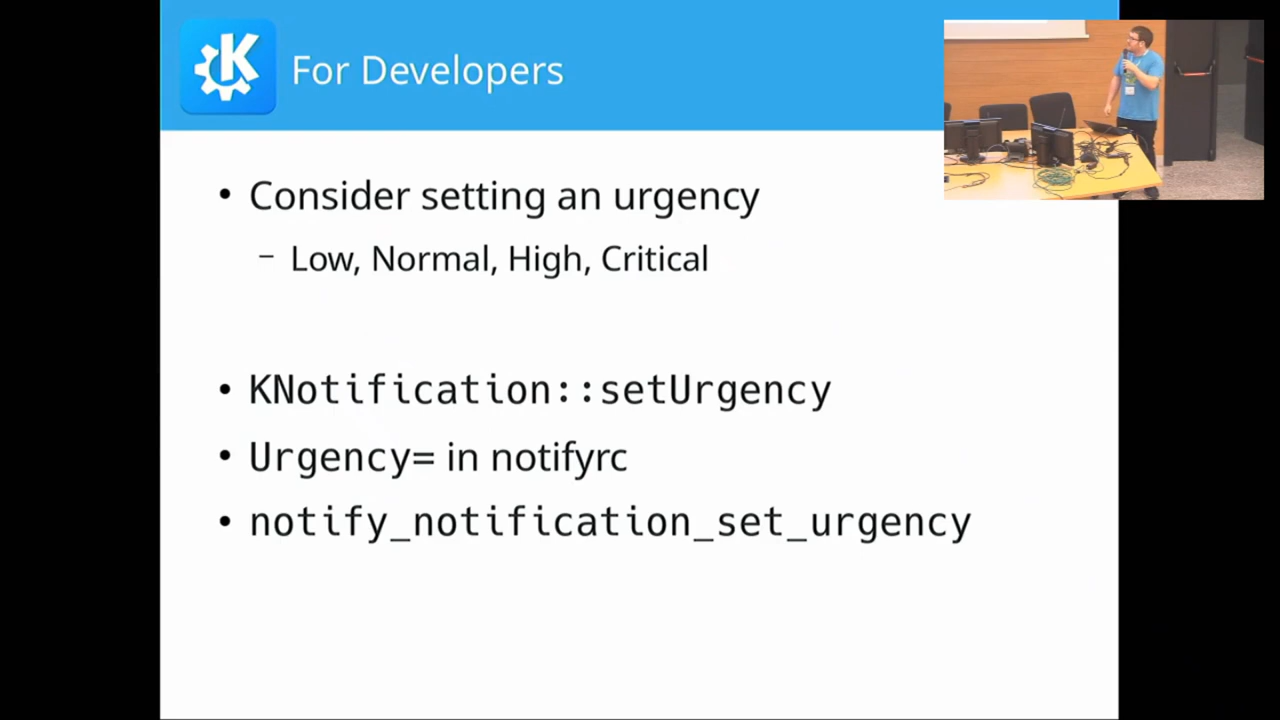 For Developers
• Consider setting an urgency
– Low, Normal, High, Critical
• KNotification::setUrgency
• Urgency= in notifyrc
• notify_notification_set_urgency